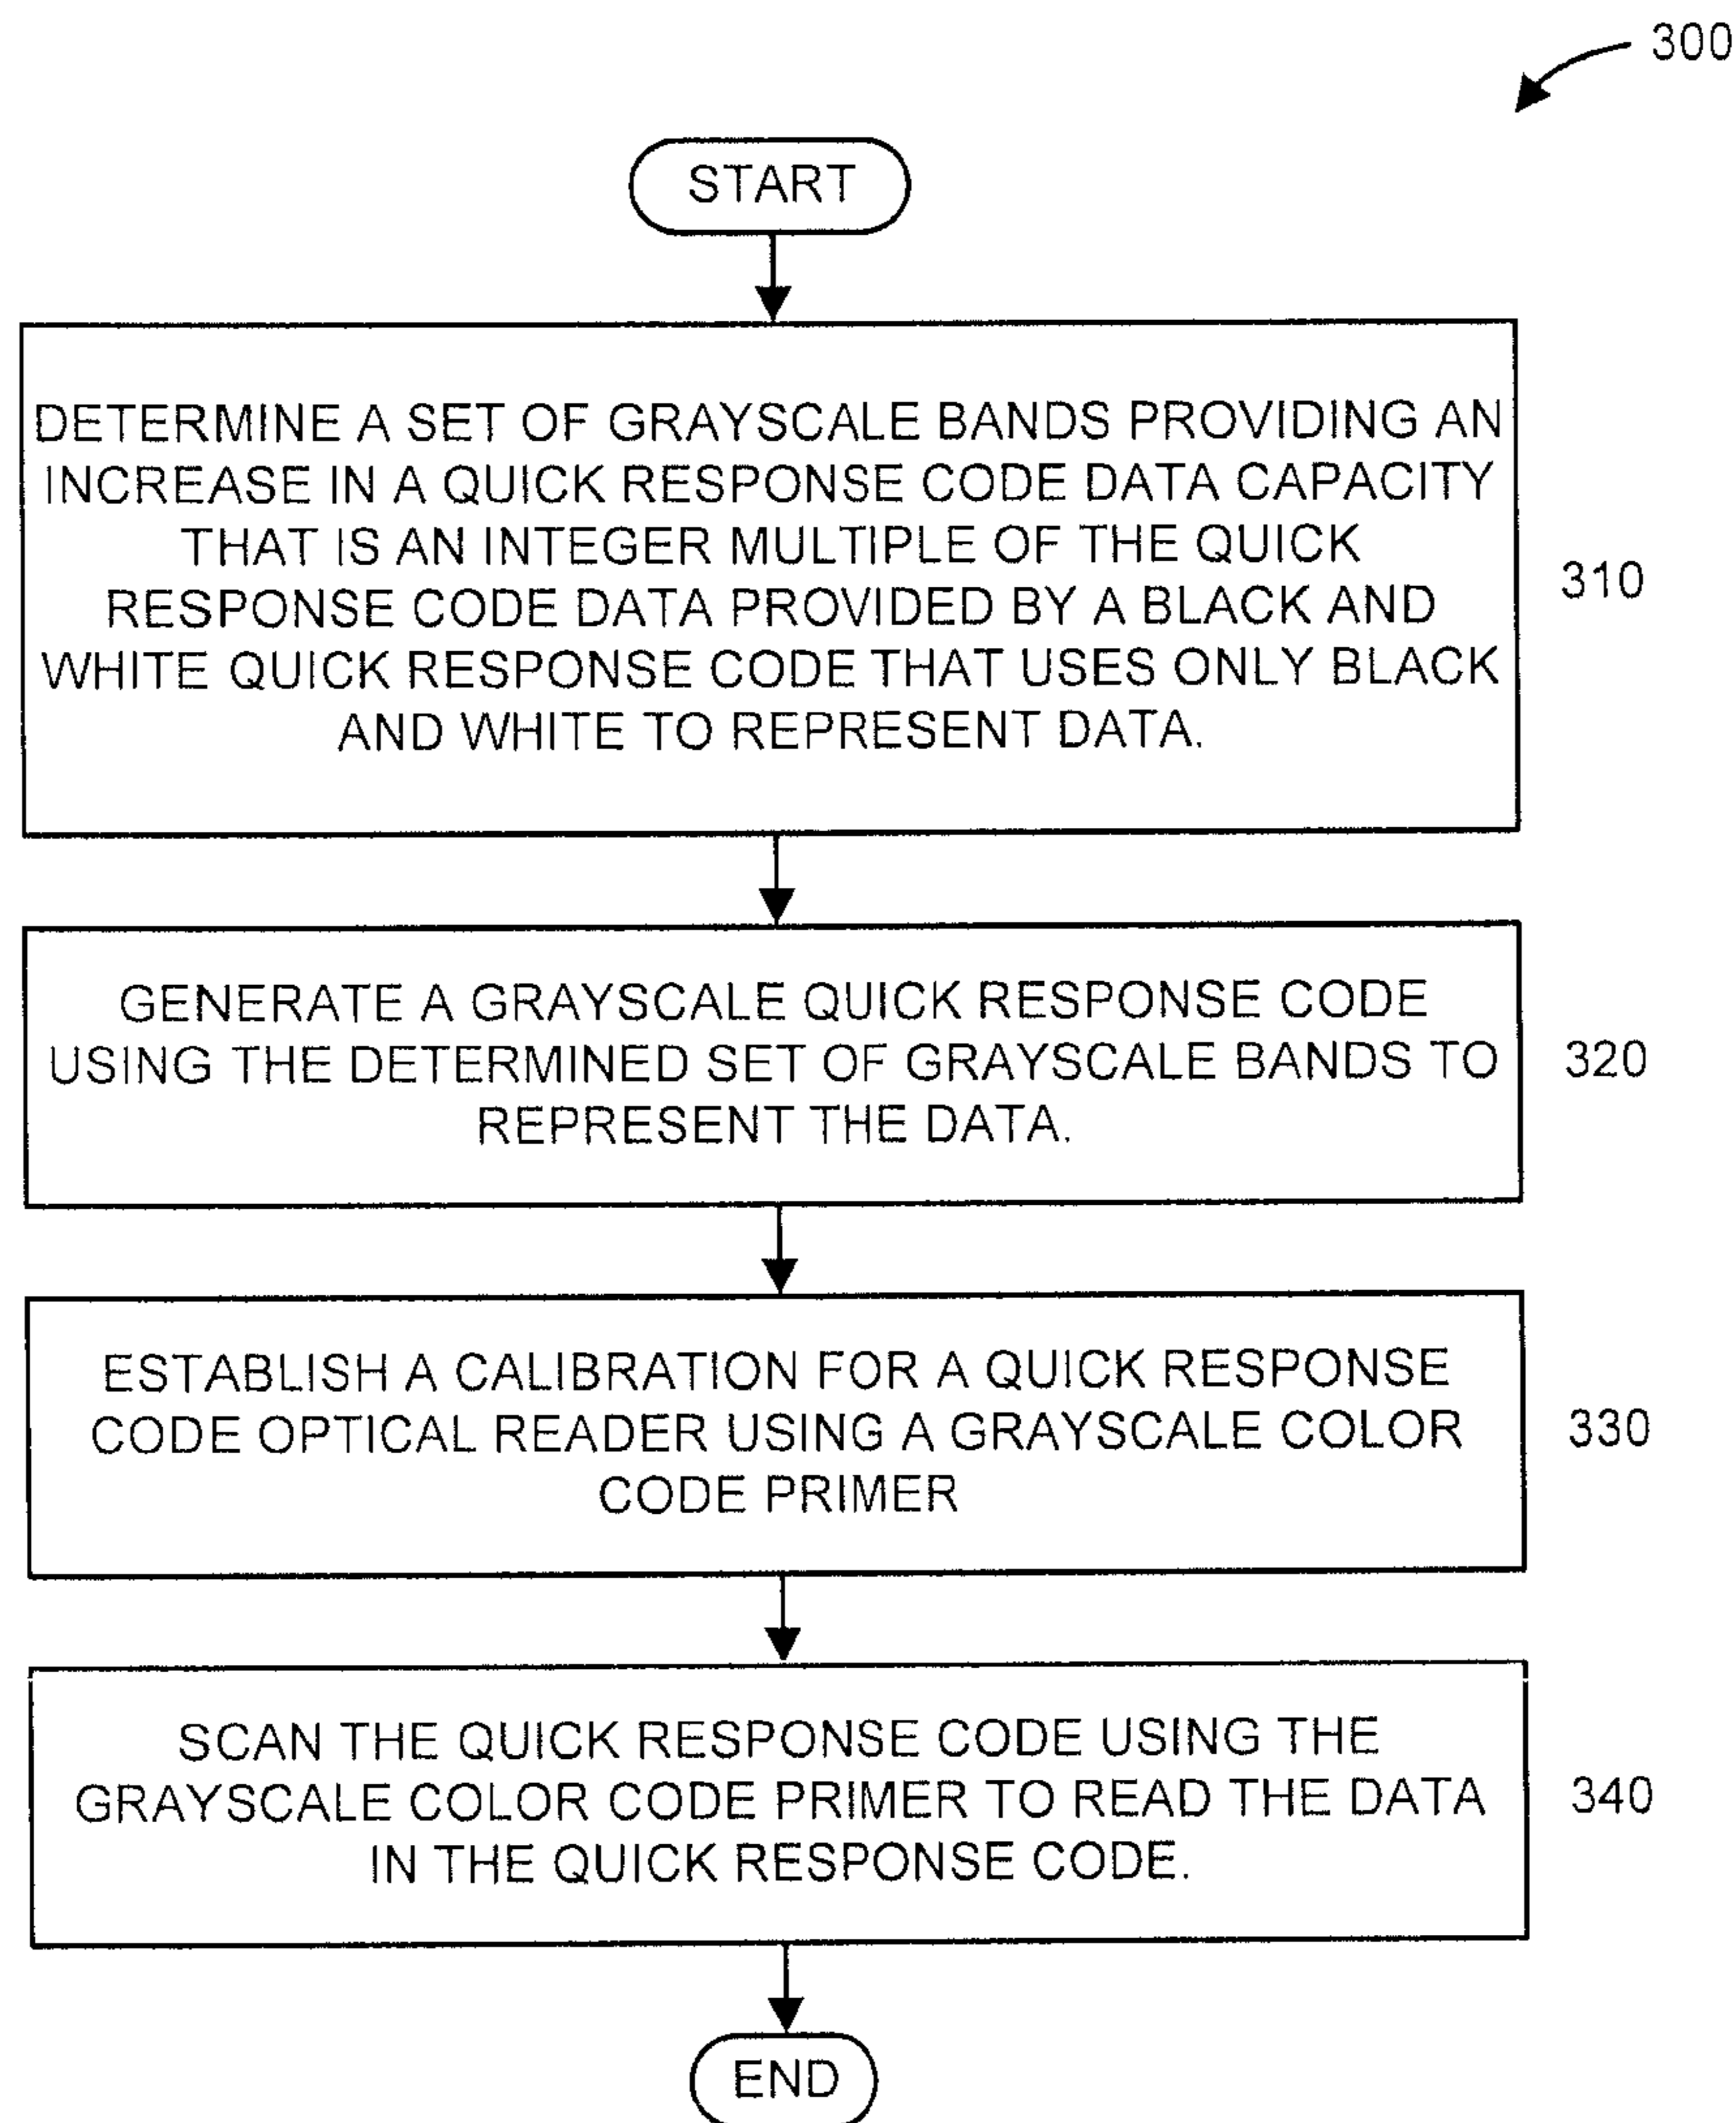 300
START
DETERMINE A SET OF GRAYSCALE BANDS PROVIDING AN
INCREASE IN A QUICK RESPONSE CODE DATA CAPACITY
THAT IS AN INTEGER MULTIPLE OF THE QUICK
RESPONSE CODE DATA PROVIDED BY A BLACK AND
WHITE QUICK RESPONSE CODE THAT USES ONLY BLACK
AND WHITE TO REPRESENT DATA.
310
GENERATE A GRAYSCALE QUICK RESPONSE CODE
USING THE DETERMINED SET OF GRAYSCALE BANDS TO
REPRESENT THE DATA.
320
ESTABLISH A CALIBRATION FOR A QUICK RESPONSE
CODE OPTICAL READER USING A GRAYSCALE COLOR
CODE PRIMER
330
SCAN THE QUICK RESPONSE CODE USING THE
GRAYSCALE COLOR CODE PRIMER TO READ THE DATA
IN THE QUICK RESPONSE CODE.
340
END